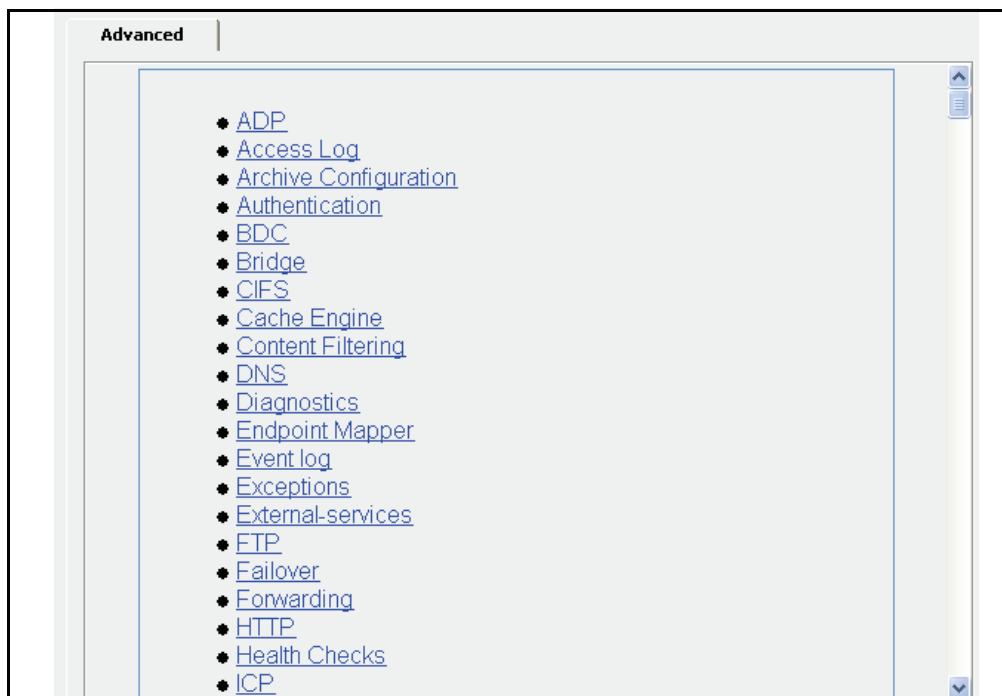 Advanced
ADP
Access Log
Archive Configuration
Authentication
BDC
Bridge
CIFS
Cache Engine
Content Filtering
DNS
Diagnostics
Endpoint Mapper
Event log
Exceptions
External-services
FTP
Failover
Forwarding
HTTP
Health Checks
ICP